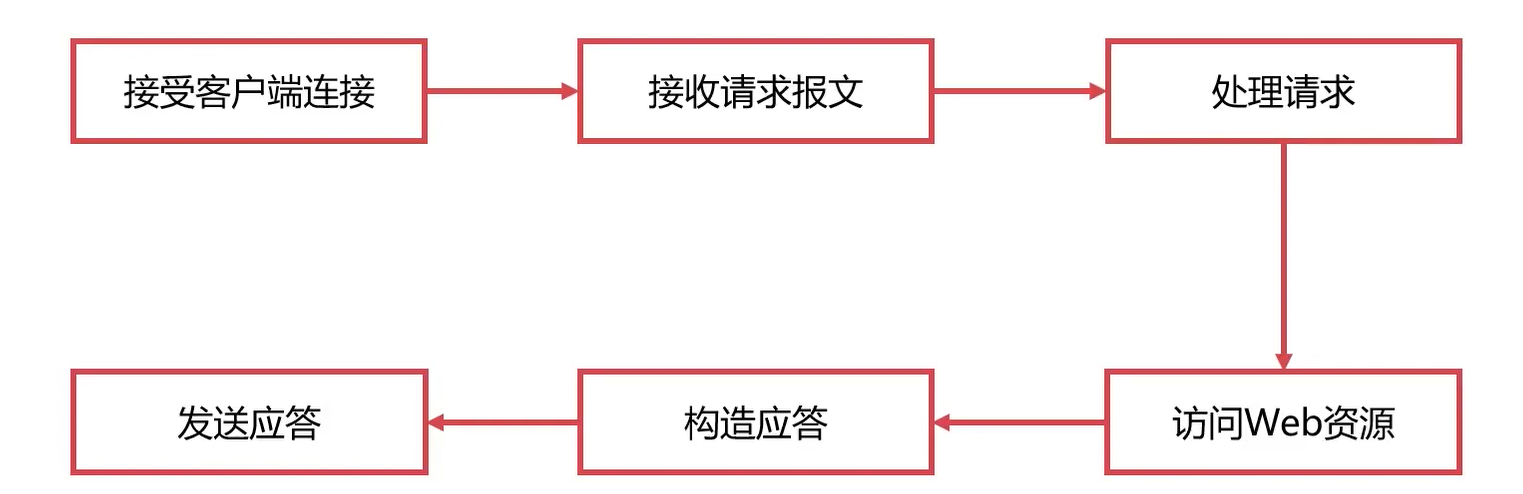 接受客户端连接
接收请求报文
处理请求
访问Web资源
构造应答
发送应答